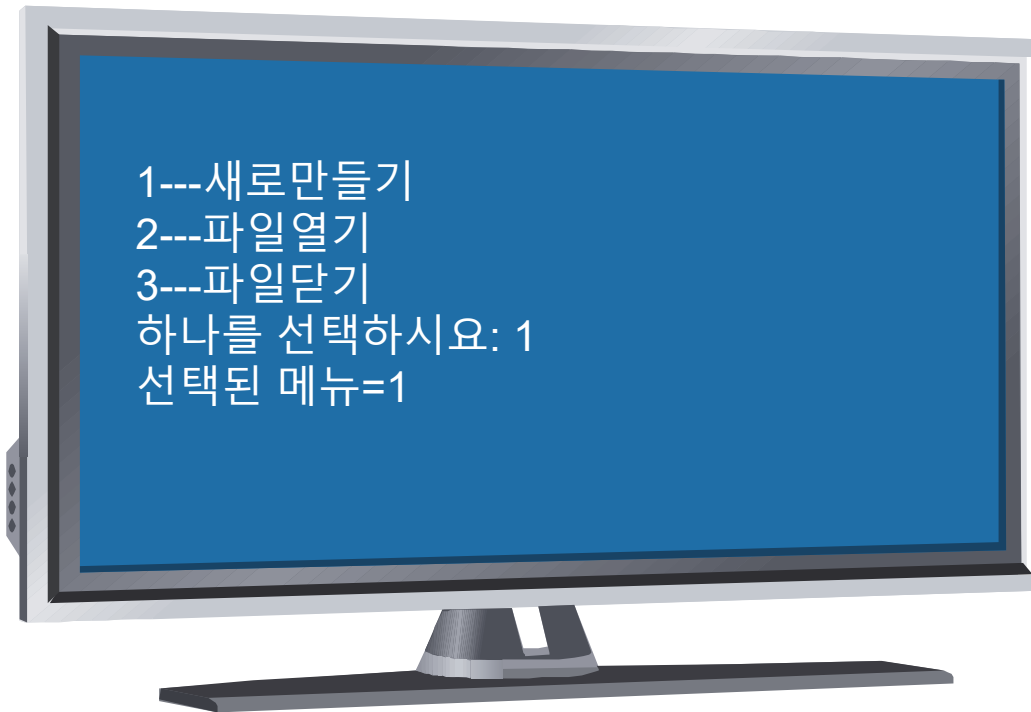 1---새로만들기
2---파일열기
3---파일닫기
하나를 선택하시요: 1
선택된 메뉴=1